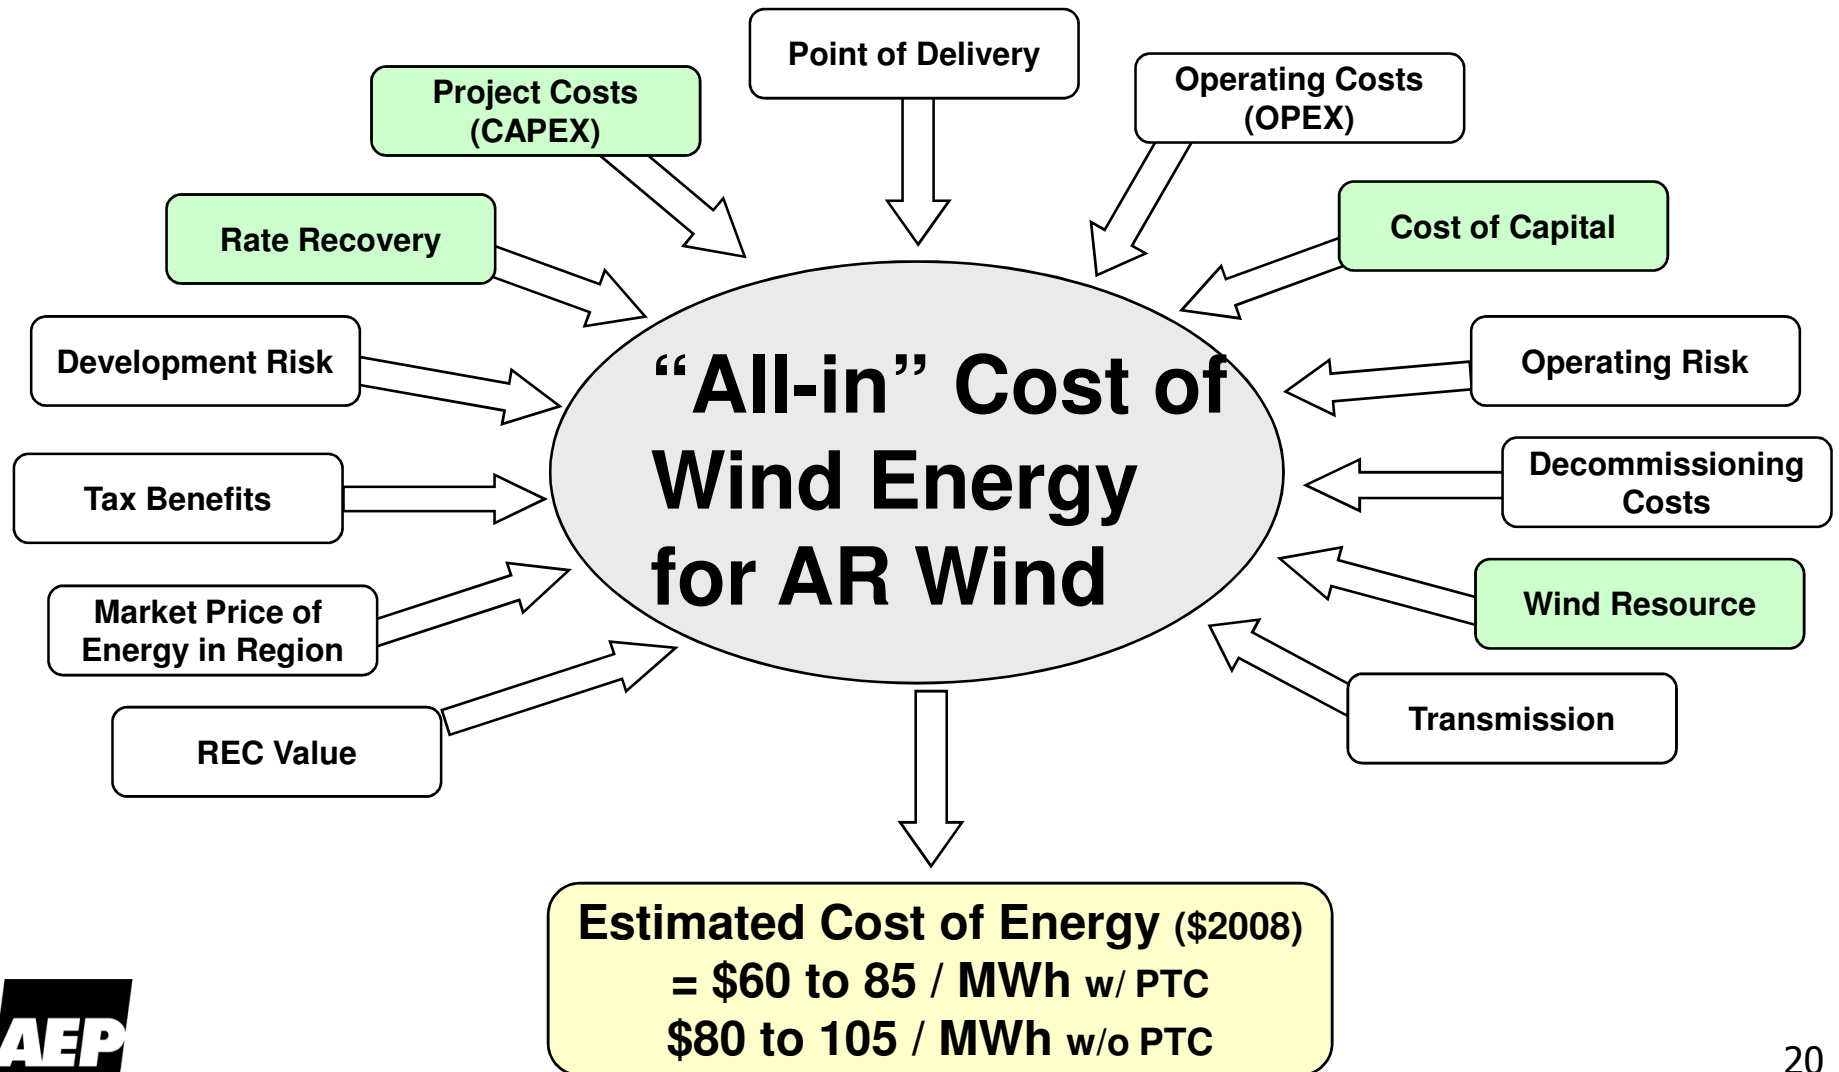 Point of Delivery
Project Costs
(CAPEX)
Operating Costs
(OPEX)
Rate Recovery
Cost of Capital
Development Risk
Operating Risk
“All-in” Cost of
Wind Energy
for AR Wind
Tax Benefits
Decommissioning
Costs
Market Price of
Energy in Region
Wind Resource
REC Value
Transmission
Estimated Cost of Energy ($2008)
= $60 to 85 / MWh w/ PTC
$80 to 105 / MWh w/o PTC
AEP
20